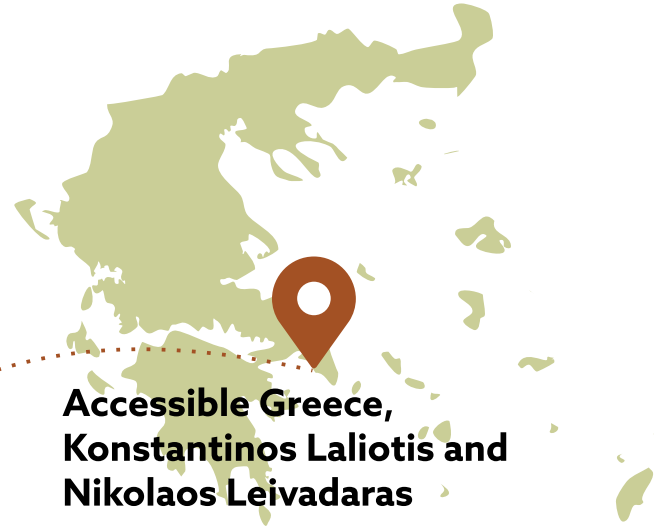 Accessible Greece,
Konstantinos Laliotis and
Nikolaos Leivadaras